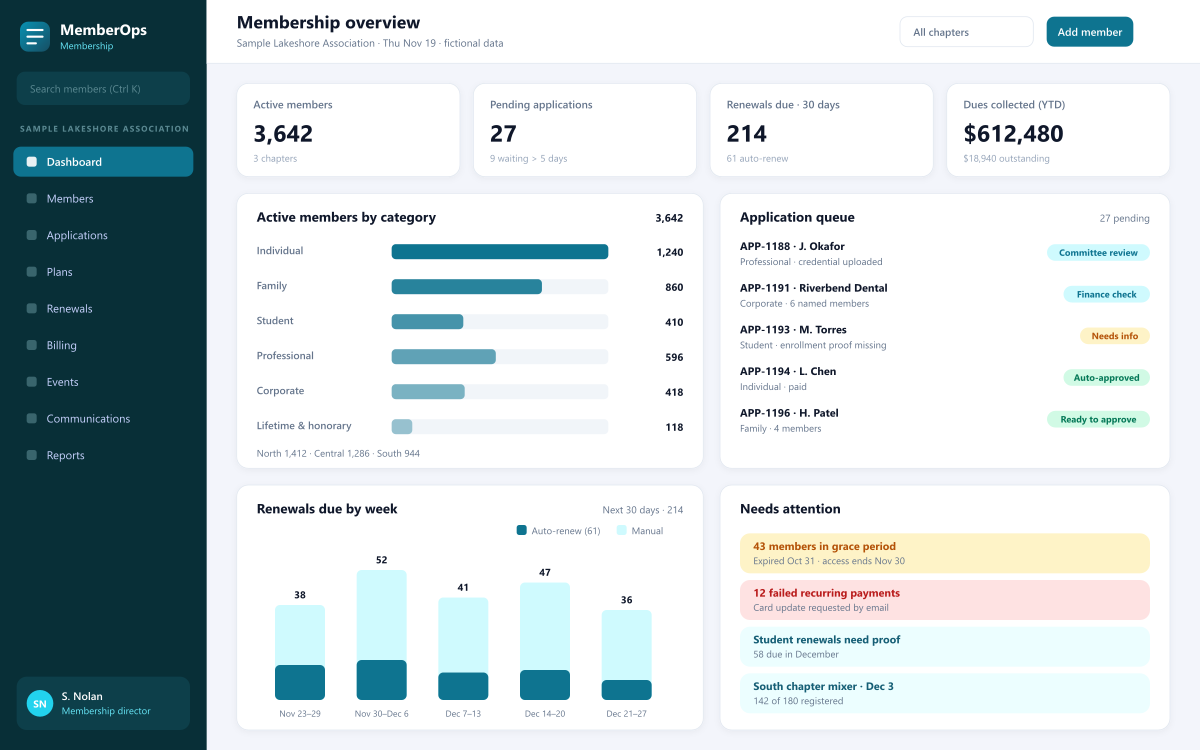 MemberOps
Membership
Search members (Ctrl K)
SAMPLE LAKESHORE ASSOCIATION
Dashboard
Members
Applications
Plans
Renewals
Billing
Events
Communications
Reports
SN
S. Nolan
Membership director
Membership overview
Sample Lakeshore Association · Thu Nov 19 · fictional data
All chapters
Add member
Active members
3,642
3 chapters
Pending applications
27
9 waiting > 5 days
Renewals due · 30 days
214
61 auto-renew
Dues collected (YTD)
$612,480
$18,940 outstanding
Active members by category
3,642
Individual
1,240
Family
860
Student
410
Professional
596
Corporate
418
Lifetime & honorary
118
North 1,412 · Central 1,286 · South 944
Application queue
27 pending
APP-1188 · J. Okafor
Professional · credential uploaded
Committee review
APP-1191 · Riverbend Dental
Corporate · 6 named members
Finance check
APP-1193 · M. Torres
Student · enrollment proof missing
Needs info
APP-1194 · L. Chen
Individual · paid
Auto-approved
APP-1196 · H. Patel
Family · 4 members
Ready to approve
Renewals due by week
Next 30 days · 214
Auto-renew (61)
Manual
38
52
41
47
36
Nov 23–29
Nov 30–Dec 6
Dec 7–13
Dec 14–20
Dec 21–27
Needs attention
43 members in grace period
Expired Oct 31 · access ends Nov 30
12 failed recurring payments
Card update requested by email
Student renewals need proof
58 due in December
South chapter mixer · Dec 3
142 of 180 registered